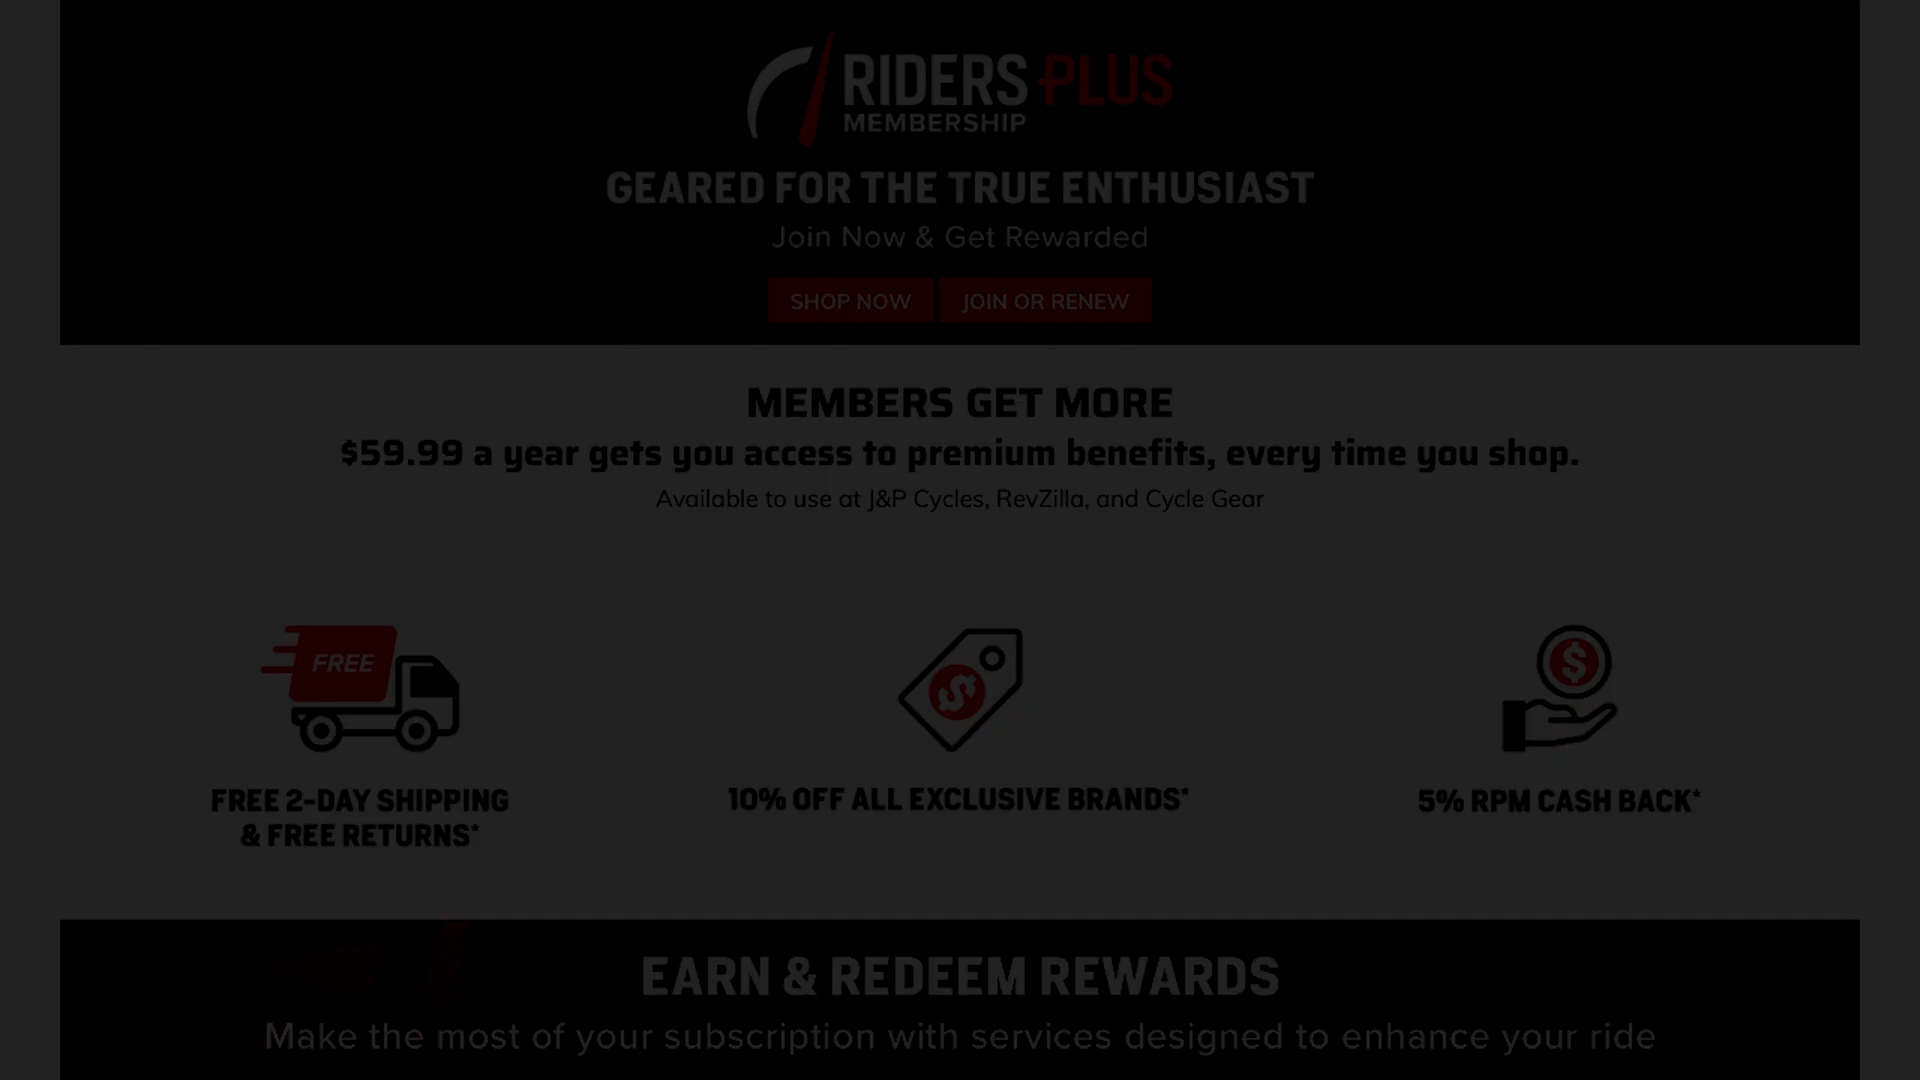 RIDERS PLUS
MEMBERSHIP
GEARED FOR THE TRUE ENTHUSIAST
Join Now & Get Rewarded
SHOP NOW JOIN OR RENEW
MEMBERS GET MORE
$59.99 a year gets you access to premium benefits, every time you shop.
Available to use at J&P Cycles, RevZilla, and Cycle Gear
FREE
FREE 2-DAY SHIPPING
& FREE RETURNS*
$
10% OFF ALL EXCLUSIVE BRANDS*
$
5% RPM CASH BACK*
EARN & REDEEM REWARDS
Make the most of your subscription with services designed to enhance your ride